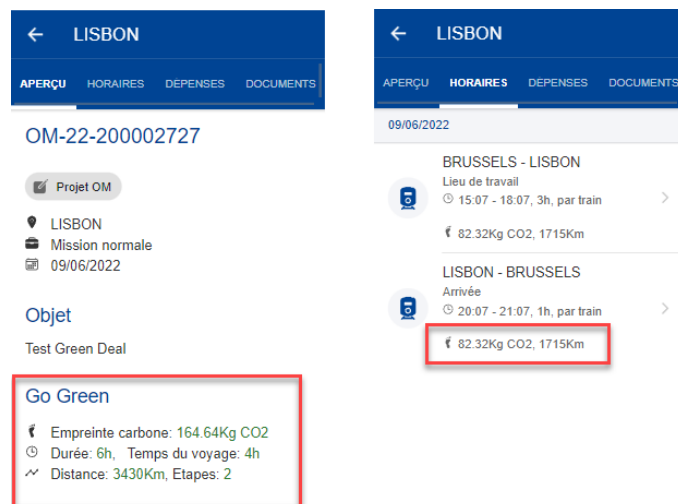 ← LISBON
APERÇU HORAIRES DÉPENSES DOCUMENTS
OM-22-200002727
Projet OM
LISBON
Mission normale
09/06/2022
Objet
Test Green Deal
Go Green
Empreinte carbone: 164.64Kg CO2
Durée: 6h, Temps du voyage: 4h
Distance: 3430Km, Etapes: 2
← LISBON
APERÇU HORAIRES DÉPENSES DOCUMENTS
09/06/2022
BRUSSELS - LISBON
Lieu de travail
15:07 - 18:07, 3h, par train
82.32Kg CO2, 1715Km
LISBON - BRUSSELS
Arrivée
20:07 - 21:07, 1h, par train
82.32Kg CO2, 1715Km